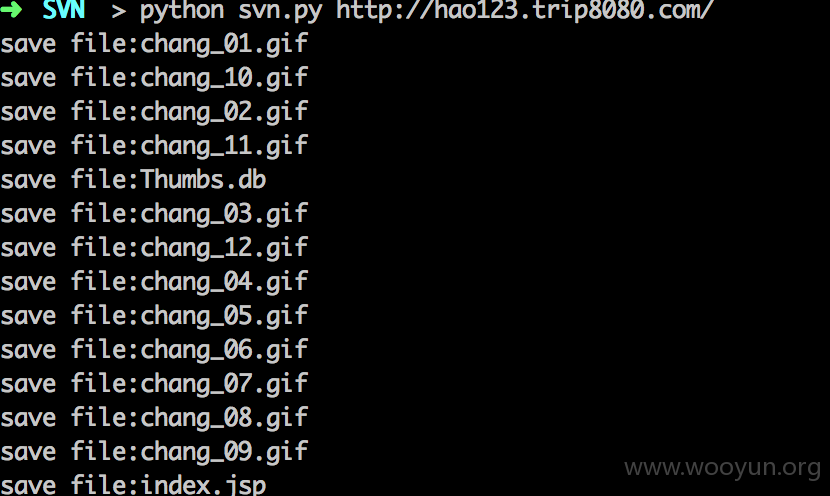 ➜ SVN > python svn.py http://hao123.trip8080.com/
save file:chang_01.gif
save file:chang_10.gif
save file:chang_02.gif
save file:chang_11.gif
save file:Thumbs.db
save file:chang_03.gif
save file:chang_12.gif
save file:chang_04.gif
save file:chang_05.gif
save file:chang_06.gif
save file:chang_07.gif
save file:chang_08.gif
save file:chang_09.gif
save file:index.jsp
www.wooyun.org